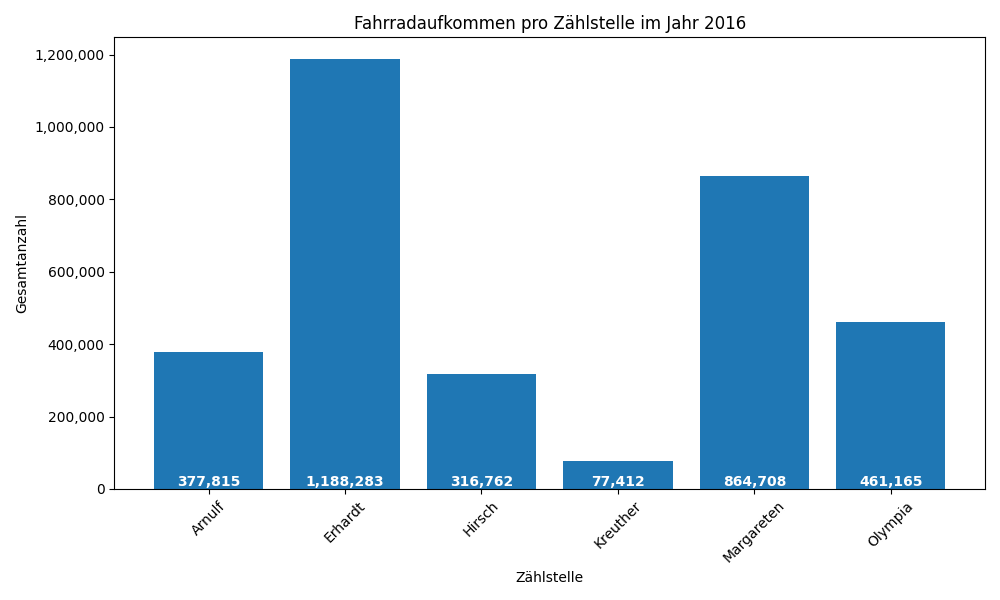 Fahrradaufkommen pro Zählstelle im Jahr 2016
Gesamtanzahl
1,200,000
1,000,000
800,000
600,000
400,000
200,000
0
377,815
1,188,283
316,762
77,412
864,708
461,165
Arnulf
Erhardt
Hirsch
Kreuther
Margareten
Olympia
Zählstelle